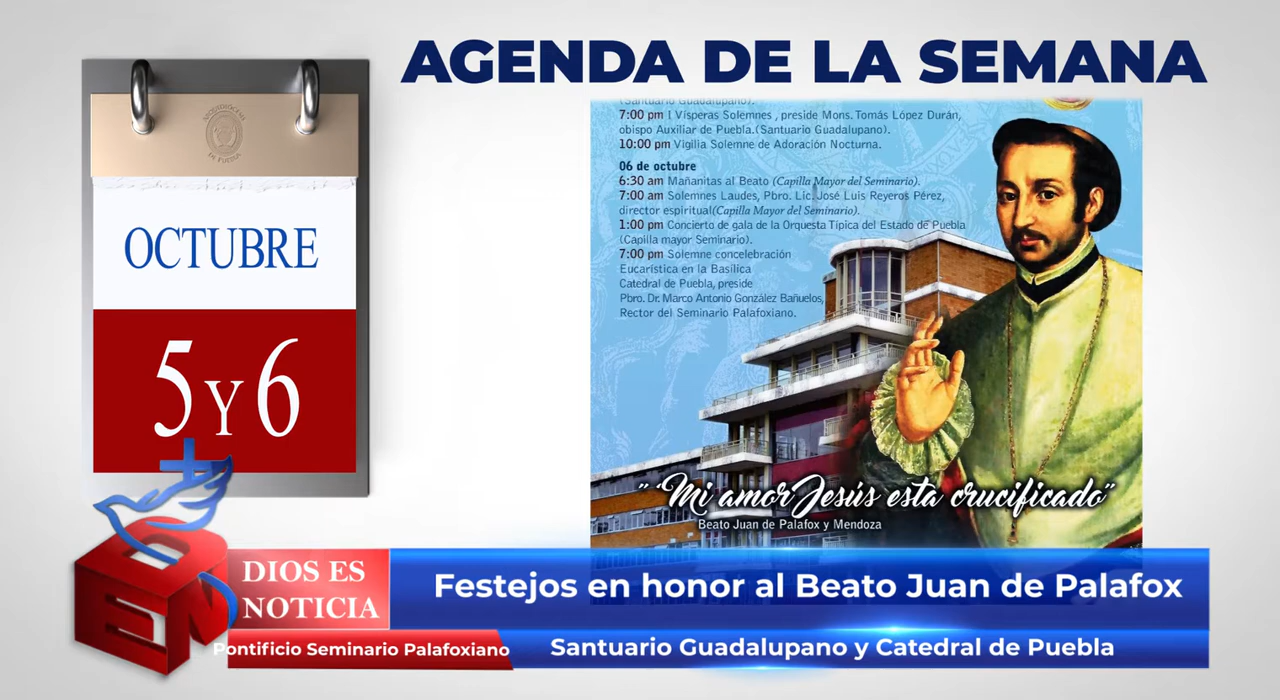 AGENDA DE LA SEMANA
ARQUIDIÓCESIS
DE PUEBLA
OCTUBRE
5 Y 6
(Santuario Guadalupano).
7:00 pm I Vísperas Solemnes , preside Mons. Tomás López Durán,
obispo Auxiliar de Puebla.(Santuario Guadalupano).
10:00 pm Vigilia Solemne de Adoración Nocturna.
06 de octubre
6:30 am Mañanitas al Beato (Capilla Mayor del Seminario).
7:00 am Solemnes Laudes, Pbro. Lic. José Luis Reyeros Pérez,
director espiritual(Capilla Mayor del Seminario).
1:00 pm Concierto de gala de la Orquesta Típica del Estado de Puebla
(Capilla mayor Seminario).
7:00 pm Solemne concelebración
Eucarística en la Basílica
Catedral de Puebla, preside
Pbro. Dr. Marco Antonio González Bañuelos,
Rector del Seminario Palafoxiano.
" "Mi amor Jesús esta crucificado"
Beato Juan de Palafox y Mendoza
DEN
DIOS ES
NOTICIA
Festejos en honor al Beato Juan de Palafox
Pontificio Seminario Palafoxiano
Santuario Guadalupano y Catedral de Puebla